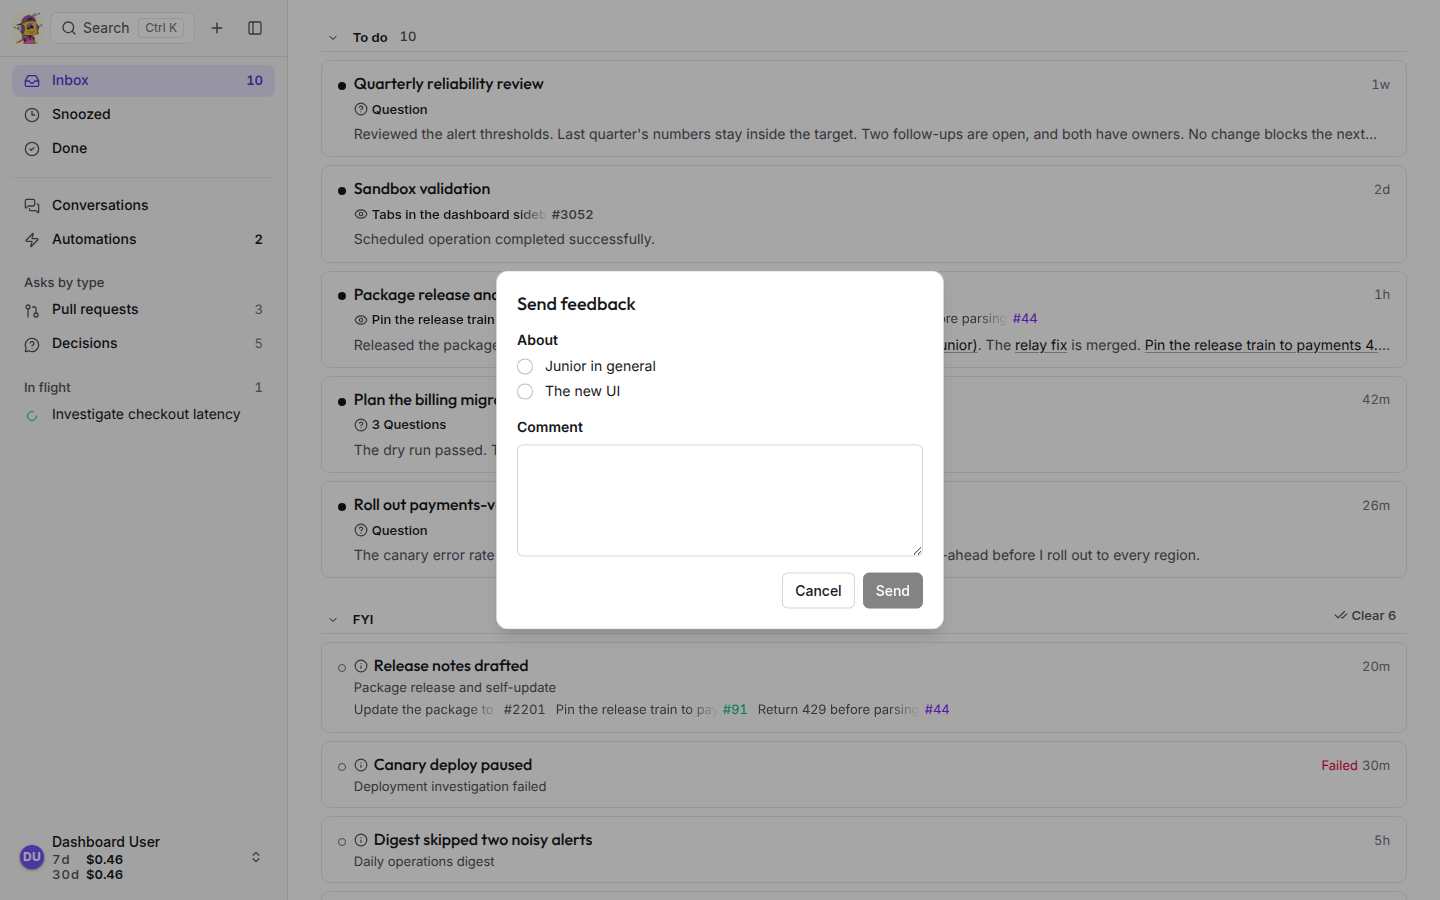 Search Ctrl K
Inbox 10
Snoozed
Done
Conversations
Automations 2
Asks by type
Pull requests 3
Decisions 5
In flight 1
Investigate checkout latency
DU
Dashboard User
7d $0.46
30d $0.46
To do 10
Quarterly reliability review 1w
Question
Reviewed the alert thresholds. Last quarter's numbers stay inside the target. Two follow-ups are open, and both have owners. No change blocks the next...
Sandbox validation 2d
Tabs in the dashboard sideb #3052
Scheduled operation completed successfully.
Package release and 1h
Pin the release train re parsing #44
Released the package unior). The relay fix is merged. Pin the release train to payments 4....
Plan the billing migr 42m
3 Questions
The dry run passed. T
Roll out payments-v 26m
Question
The canary error rate -ahead before I roll out to every region.
Send feedback
About
Junior in general
The new UI
Comment
Cancel Send
FYI Clear 6
Release notes drafted 20m
Package release and self-update
Update the package to #2201 Pin the release train to pay #91 Return 429 before parsing #44
Canary deploy paused Failed 30m
Deployment investigation failed
Digest skipped two noisy alerts 5h
Daily operations digest